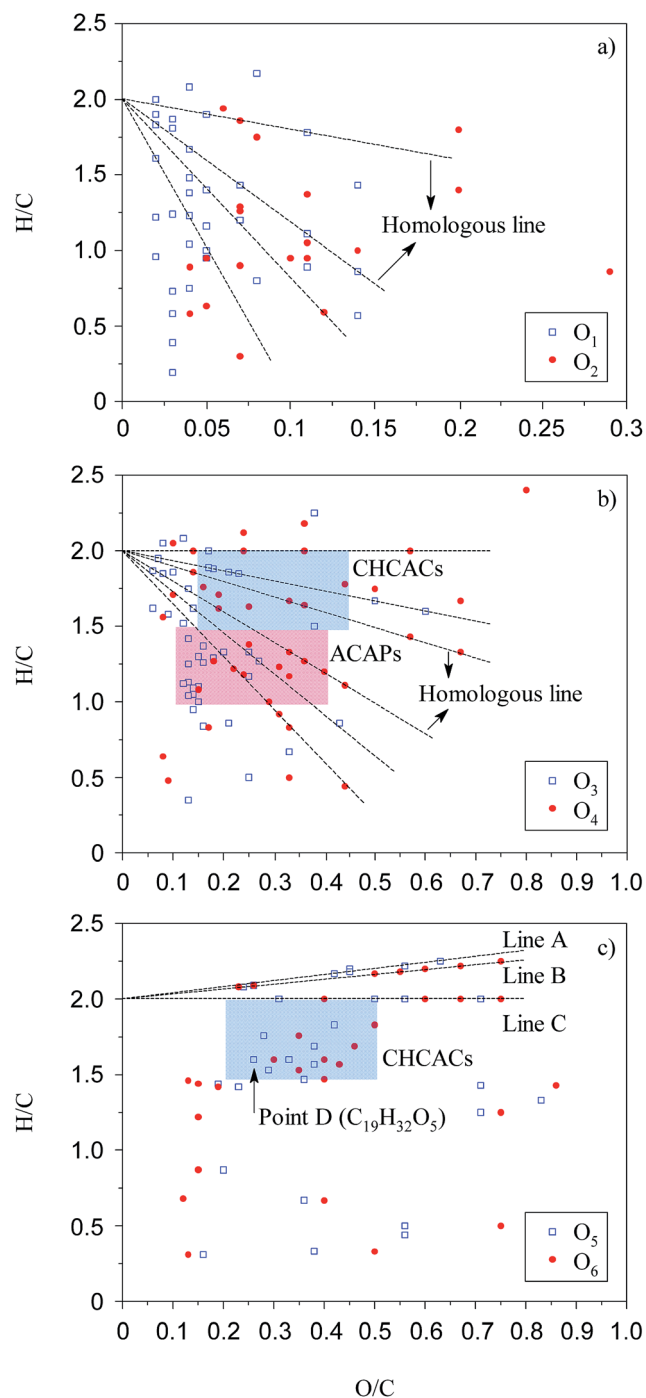 a)
2.5
2.0
1.5
1.0
0.5
0
H/C
Homologous line
O₁
O₂
0 0.05 0.10 0.15 0.20 0.25 0.3
b)
2.5
2.0
1.5
1.0
0.5
0
H/C
CHCACs
ACAPs
Homologous line
O₃
O₄
0 0.1 0.2 0.3 0.4 0.5 0.6 0.7 0.8 0.9 1.0
c)
2.5
2.0
1.5
1.0
0.5
0
H/C
Line A
Line B
Line C
CHCACs
Point D (C₁₉H₃₂O₅)
O₅
O₆
0 0.1 0.2 0.3 0.4 0.5 0.6 0.7 0.8 0.9 1.0
O/C